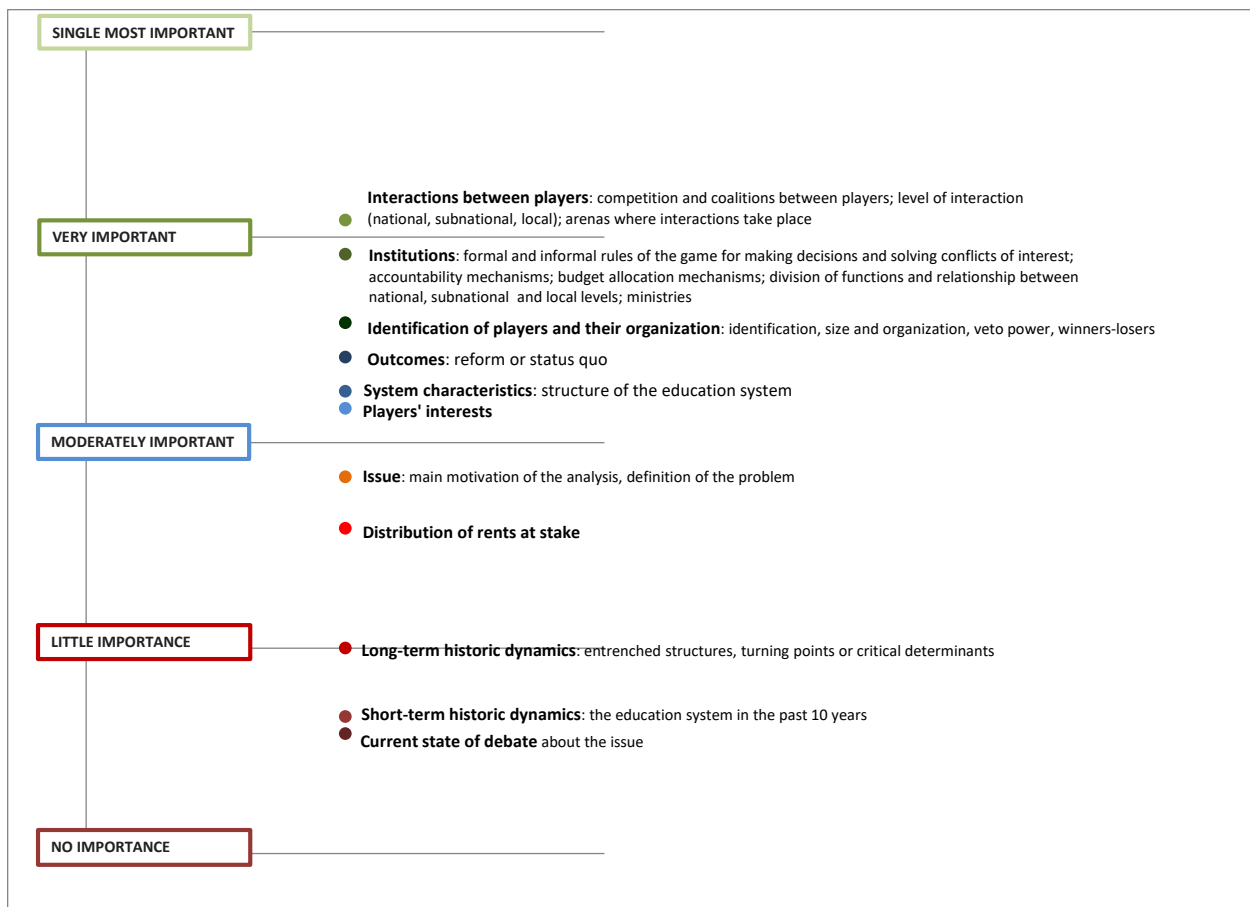 SINGLE MOST IMPORTANT
Interactions between players: competition and coalitions between players; level of interaction
(national, subnational, local); arenas where interactions take place
VERY IMPORTANT
Institutions: formal and informal rules of the game for making decisions and solving conflicts of interest;
accountability mechanisms; budget allocation mechanisms; division of functions and relationship between
national, subnational and local levels; ministries
Identification of players and their organization: identification, size and organization, veto power, winners-losers
Outcomes: reform or status quo
System characteristics: structure of the education system
Players' interests
MODERATELY IMPORTANT
Issue: main motivation of the analysis, definition of the problem
Distribution of rents at stake
LITTLE IMPORTANCE
Long-term historic dynamics: entrenched structures, turning points or critical determinants
Short-term historic dynamics: the education system in the past 10 years
Current state of debate about the issue
NO IMPORTANCE